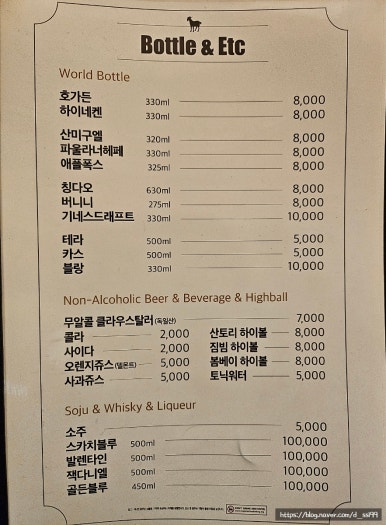 Bottle & Etc
World Bottle
호가든 330ml 8,000
하이네켄 330ml 8,000
산미구엘 320ml 8,000
파울라너헤페 330ml 8,000
애플폭스 325ml 8,000
칭다오 630ml 8,000
버니니 275ml 8,000
기네스드래프트 330ml 10,000
테라 500ml 5,000
카스 500ml 5,000
블랑 330ml 10,000
Non-Alcoholic Beer & Beverage & Highball
무알콜 클라우스탈러(독일산) 7,000
콜라 2,000 산토리 하이볼 8,000
사이다 2,000 짐빔 하이볼 8,000
오렌지쥬스(델몬트) 5,000 봄베이 하이볼 8,000
사과쥬스 5,000 토닉워터 5,000
Soju & Whisky & Liqueur
소주 5,000
스카치블루 500ml 100,000
발렌타인 500ml 100,000
잭다니엘 500ml 100,000
골든블루 450ml 100,000
https://blog.naver.com/d_ss199